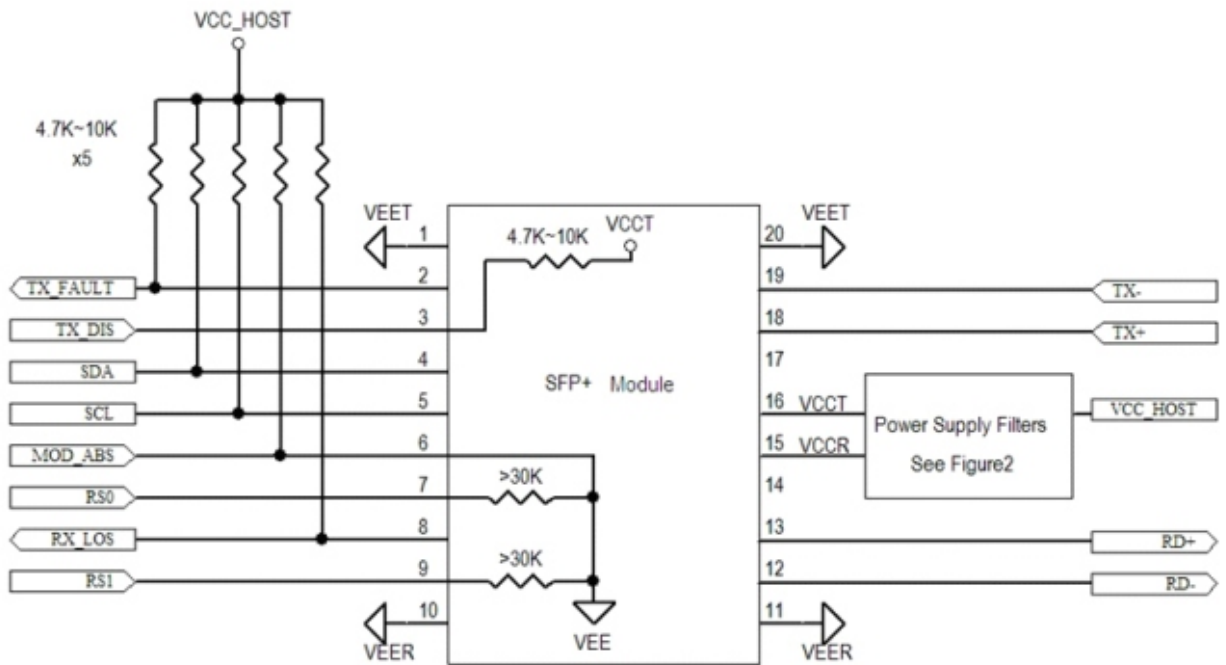 VCC_HOST
4.7K~10K
x5
VEET
1
20
VEET
4.7K~10K
VCCT
TX_FAULT
2
19
TX-
TX_DIS
3
18
TX+
SDA
4
17
SFP+ Module
SCL
5
16
VCCT
Power Supply Filters
See Figure2
VCC_HOST
MOD_ABS
6
15
VCCR
RS0
7
>30K
14
RX_LOS
8
13
RD+
RS1
9
>30K
12
RD-
10
VEER
VEE
11
VEER